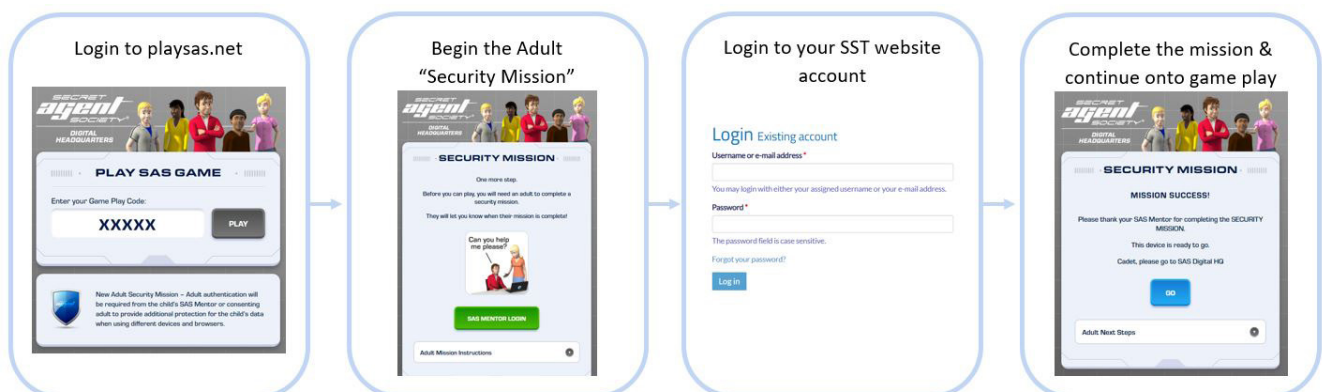 Login to playsas.net
SECRET
agent
SOCIETY
DIGITAL
HEADQUARTERS
PLAY SAS GAME
Enter your Game Play Code:
XXXXX
PLAY
New Adult Security Mission – Adult authentication will
be required from the child's SAS Mentor or consenting
adult to provide additional protection for the child's data
when using different devices and browsers.
Begin the Adult
“Security Mission”
SECRET
agent
SOCIETY
DIGITAL
HEADQUARTERS
SECURITY MISSION
One more step.
Before you can play, you will need an adult to complete a
security mission.
They will let you know when their mission is complete!
Can you help
me please?
SAS MENTOR LOGIN
Adult Mission Instructions
Login to your SST website
account
Login Existing account
Username or e-mail address *
You may login with either your assigned username or your e-mail address.
Password *
The password field is case sensitive.
Forgot your password?
Log in
Complete the mission &
continue onto game play
SECRET
agent
SOCIETY
DIGITAL
HEADQUARTERS
SECURITY MISSION
MISSION SUCCESS!
Please thank your SAS Mentor for completing the SECURITY
MISSION.
This device is ready to go.
Cadet, please go to SAS Digital HQ
GO
Adult Next Steps